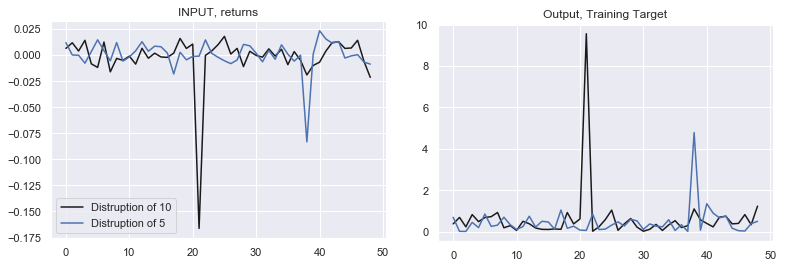 INPUT, returns
0.025
0.000
−0.025
−0.050
−0.075
−0.100
−0.125
−0.150
−0.175
Distruption of 10
Distruption of 5
0 10 20 30 40 50
Output, Training Target
10
8
6
4
2
0
0 10 20 30 40 50